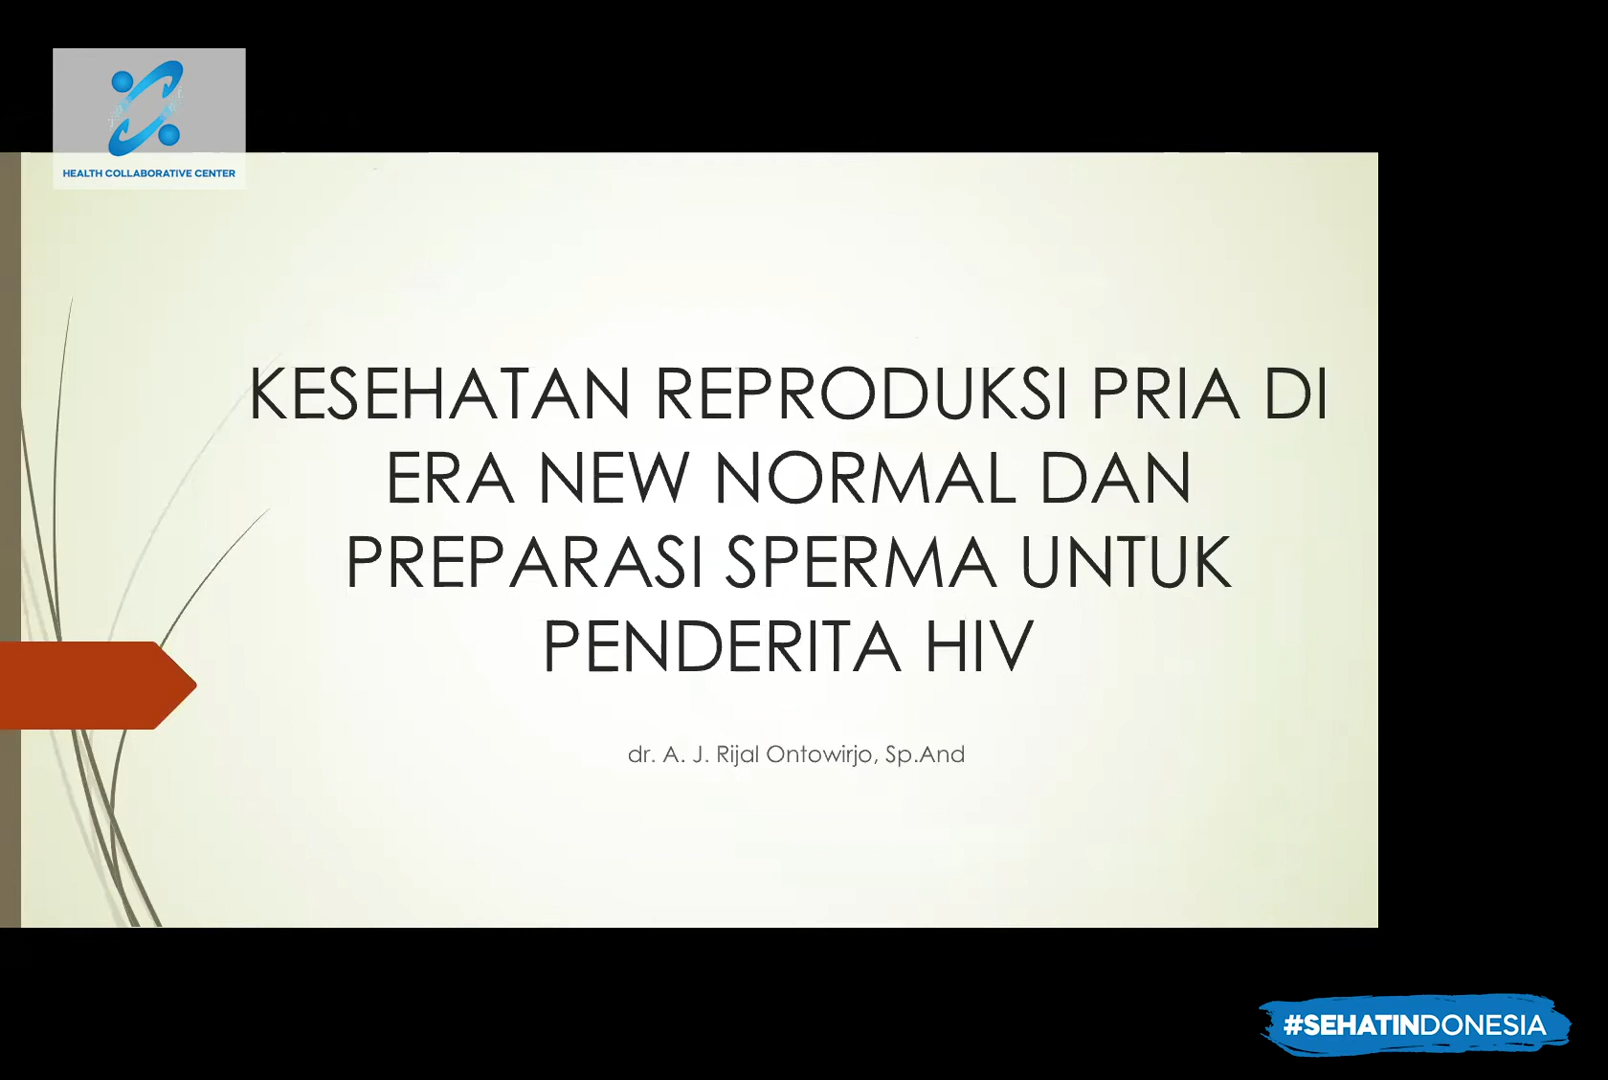 HEALTH COLLABORATIVE CENTER
KESEHATAN REPRODUKSI PRIA DI
ERA NEW NORMAL DAN
PREPARASI SPERMA UNTUK
PENDERITA HIV
dr. A. J. Rijal Ontowirjo, Sp.And
#SEHATINDONESIA